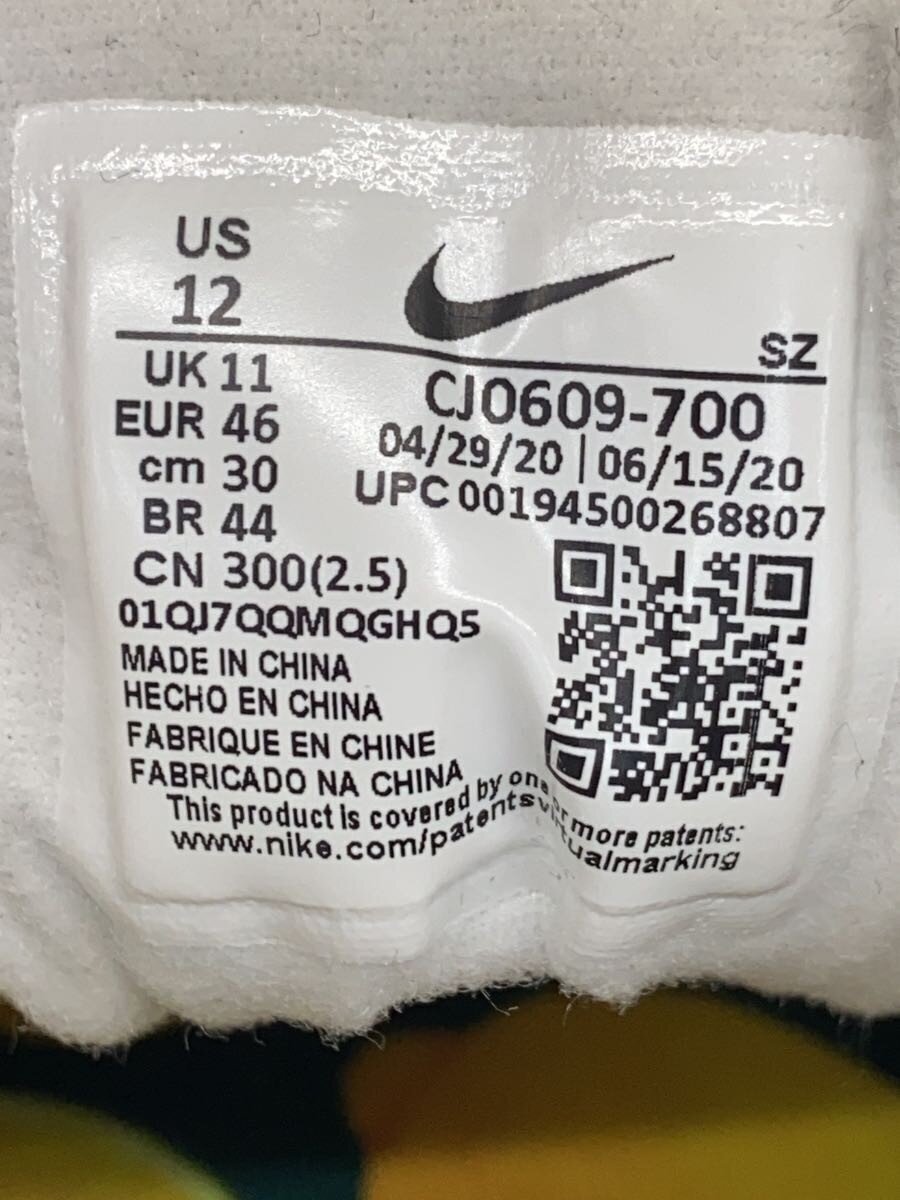 US
12
SZ
UK 11
EUR 46
cm 30
BR 44
CN 300(2.5)
CJ0609-700
04/29/20 | 06/15/20
UPC 00194500268807
01QJ7QQMQGHQ5
MADE IN CHINA
HECHO EN CHINA
FABRIQUE EN CHINE
FABRICADO NA CHINA
This product is covered by one or more patents:
www.nike.com/patentsvirtualmarking